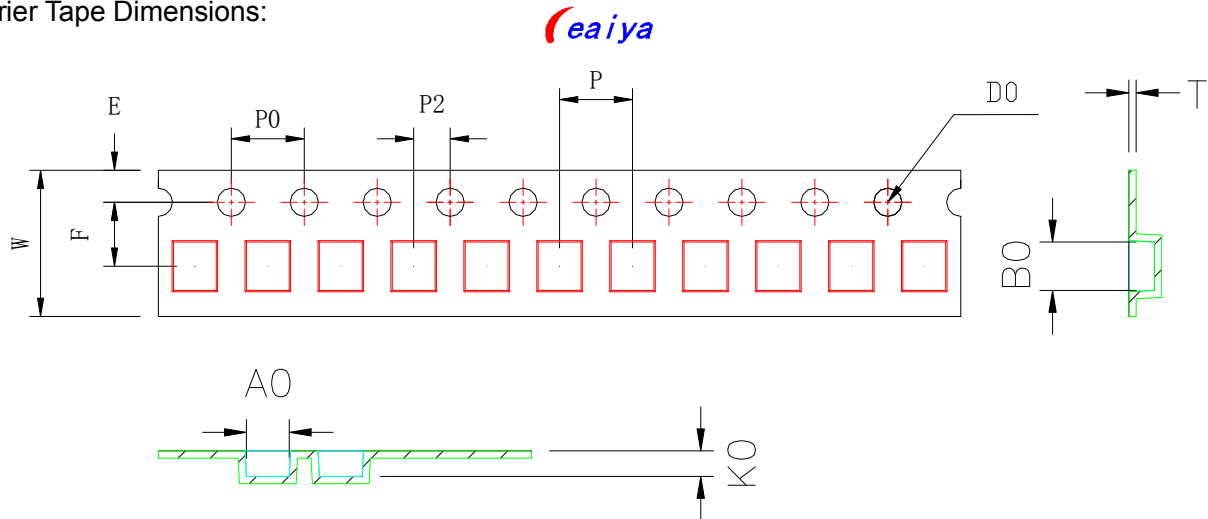 rier Tape Dimensions:
eaiya
E
P0
P2
P
D0
T
W
F
B0
A0
K0